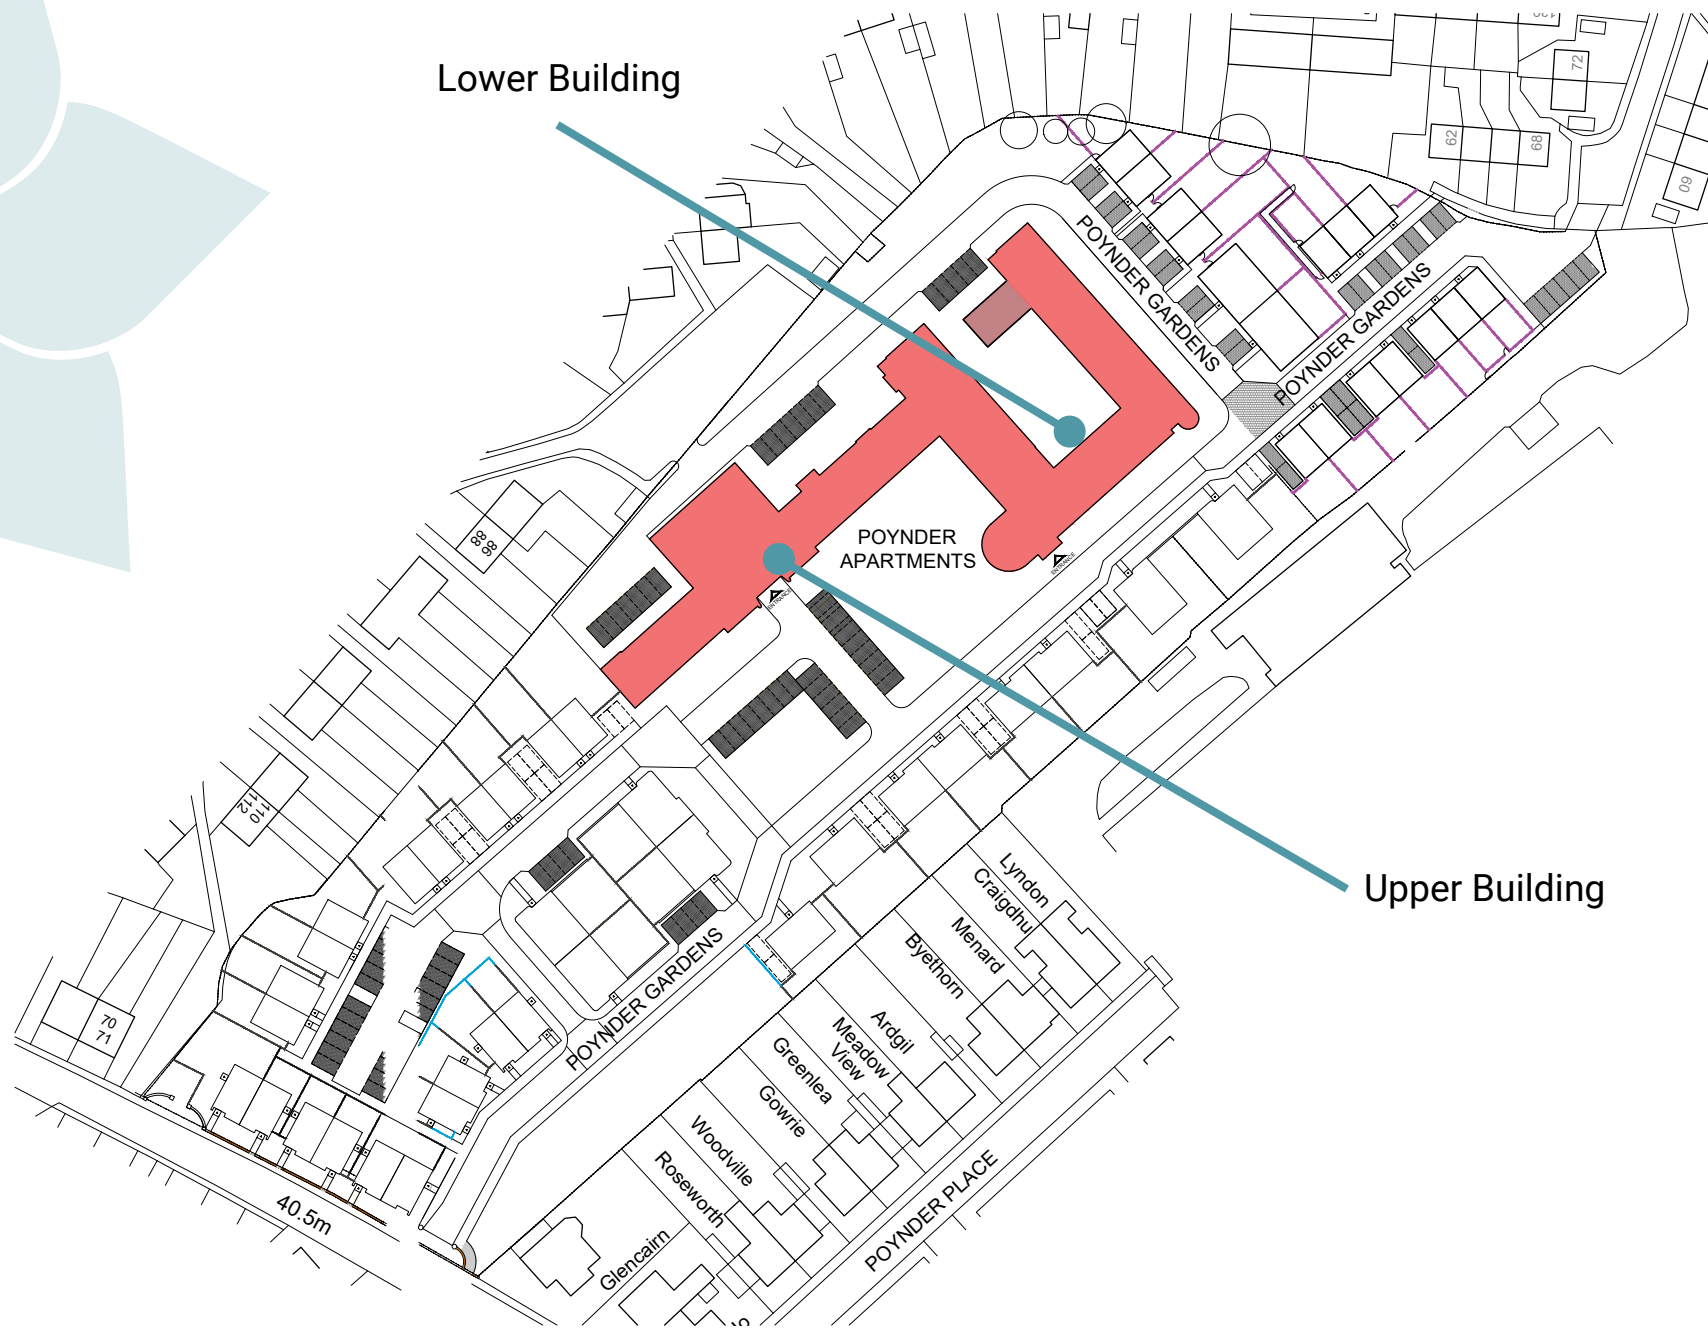 Lower Building
72
62
68
60
POYNDER GARDENS
POYNDER GARDENS
POYNDER
APARTMENTS
ENTRANCE
ENTRANCE
86
88
110
112
Upper Building
Lyndon
Craigdhu
Menard
Byethorn
POYNDER GARDENS
Ardgil
Meadow
View
Greenlea
Gowrie
Woodville
Roseworth
Glencairn
POYNDER PLACE
70
71
40.5m